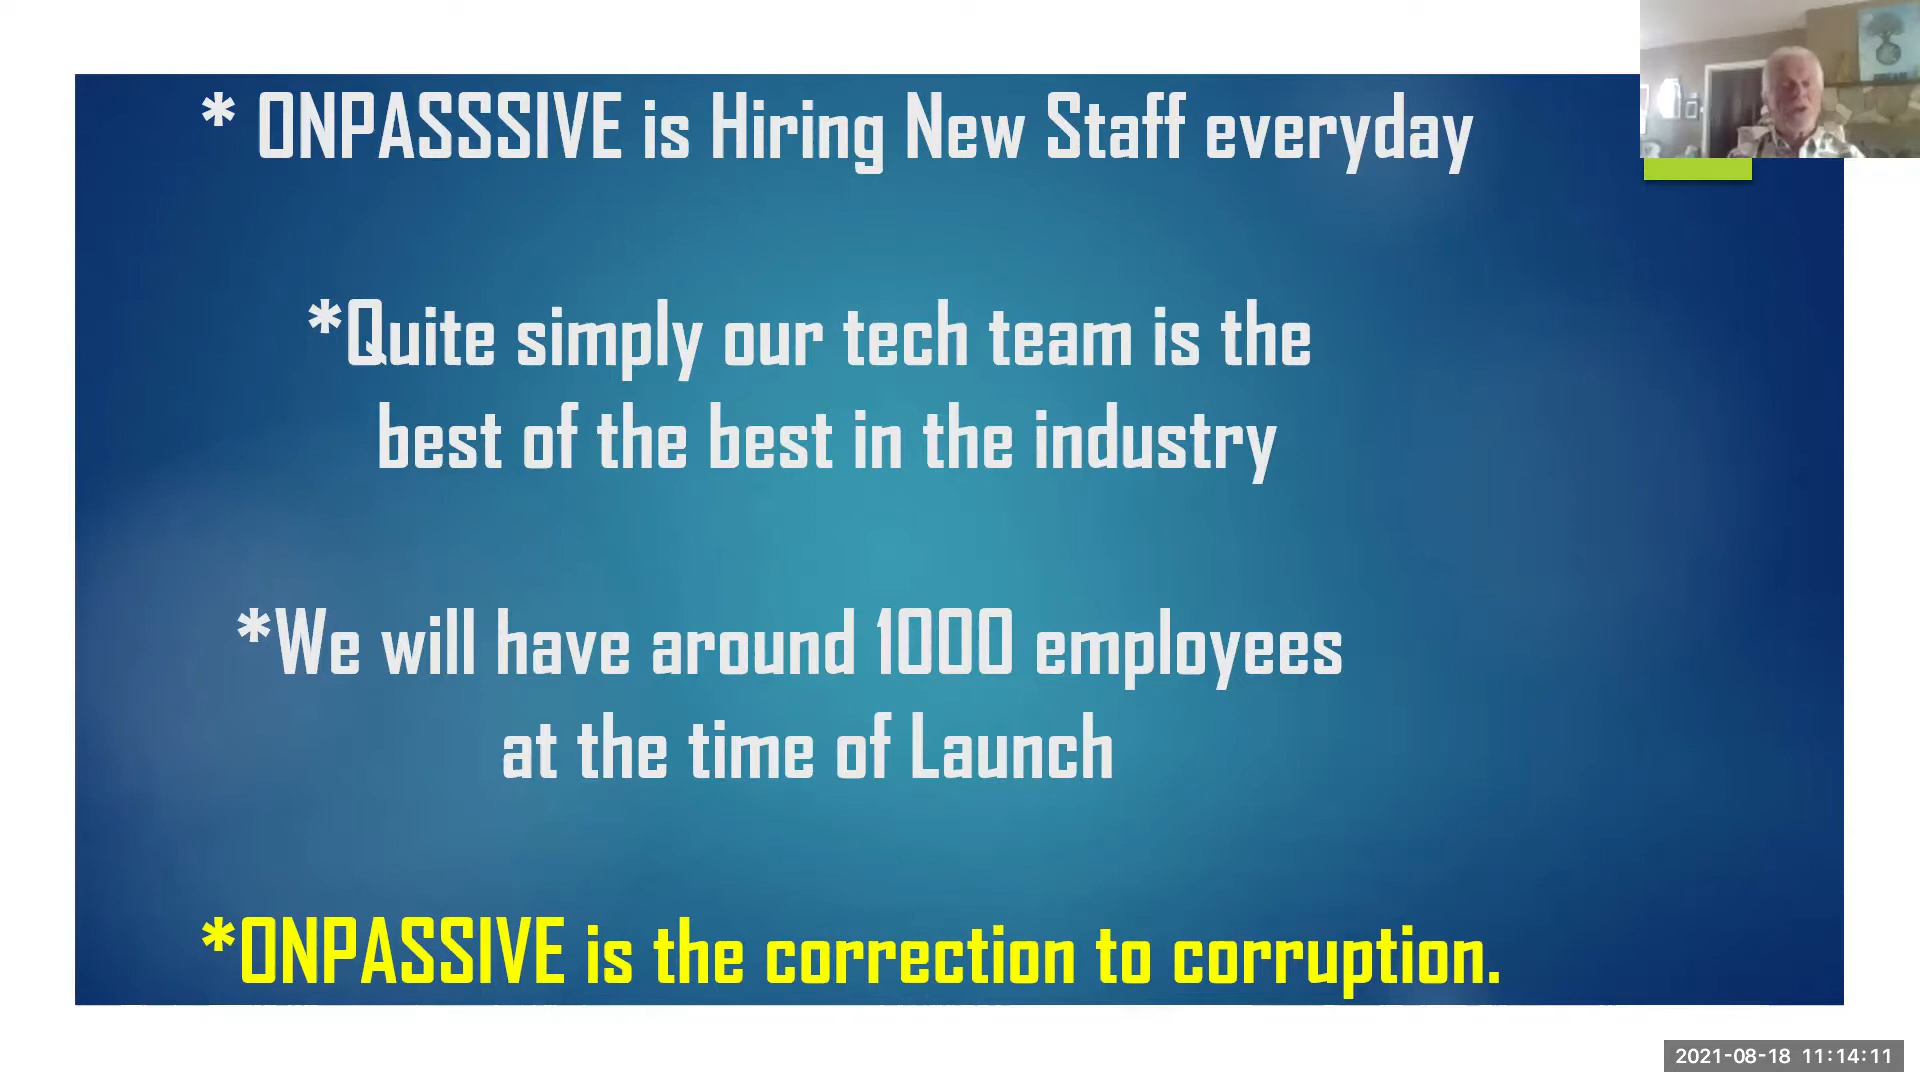 * ONPASSSIVE is Hiring New Staff everyday
*Quite simply our tech team is the
best of the best in the industry
*We will have around 1000 employees
at the time of Launch
*ONPASSIVE is the correction to corruption.
2021-08-18 11:14:11